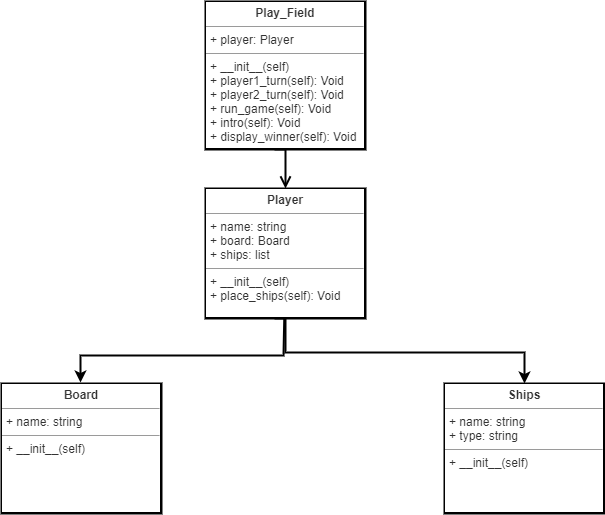 Play_Field
+ player: Player
+ __init__(self)
+ player1_turn(self): Void
+ player2_turn(self): Void
+ run_game(self): Void
+ intro(self): Void
+ display_winner(self): Void
Player
+ name: string
+ board: Board
+ ships: list
+ __init__(self)
+ place_ships(self): Void
Board
+ name: string
+ __init__(self)
Ships
+ name: string
+ type: string
+ __init__(self)